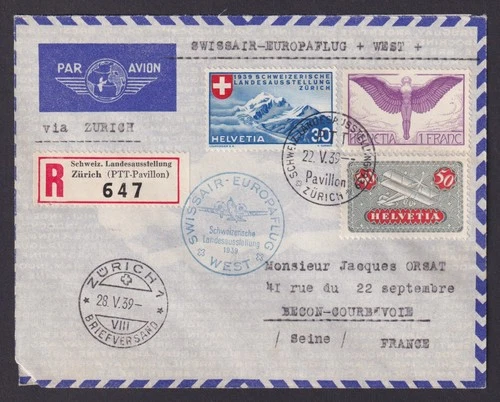 SWISSAIR-EUROPAFLUG + WEST +
PAR AVION
via ZURICH
1939 SCHWEIZERISCHE
LANDESAUSSTELLUNG
ZÜRICH
30
HELVETIA
HELVETIA 1 FRANC
50 50
HELVETIA
SCHWEIZ. LANDESAUSSTELLUNG
22.V.39-
Pavillon
ZÜRICH
R
Schweiz. Landesausstellung
Zürich (PTT-Pavillon)
647
SWISSAIR-EUROPAFLUG
Schweizerische
Landesausstellung
1939
WEST
ZÜRICH 1
28.V.39-
VIII
BRIEFVERSAND
Monsieur Jacques ORSAT
41 rue du 22 septembre
BECON-COURBEVOIE
/ Seine / FRANCE